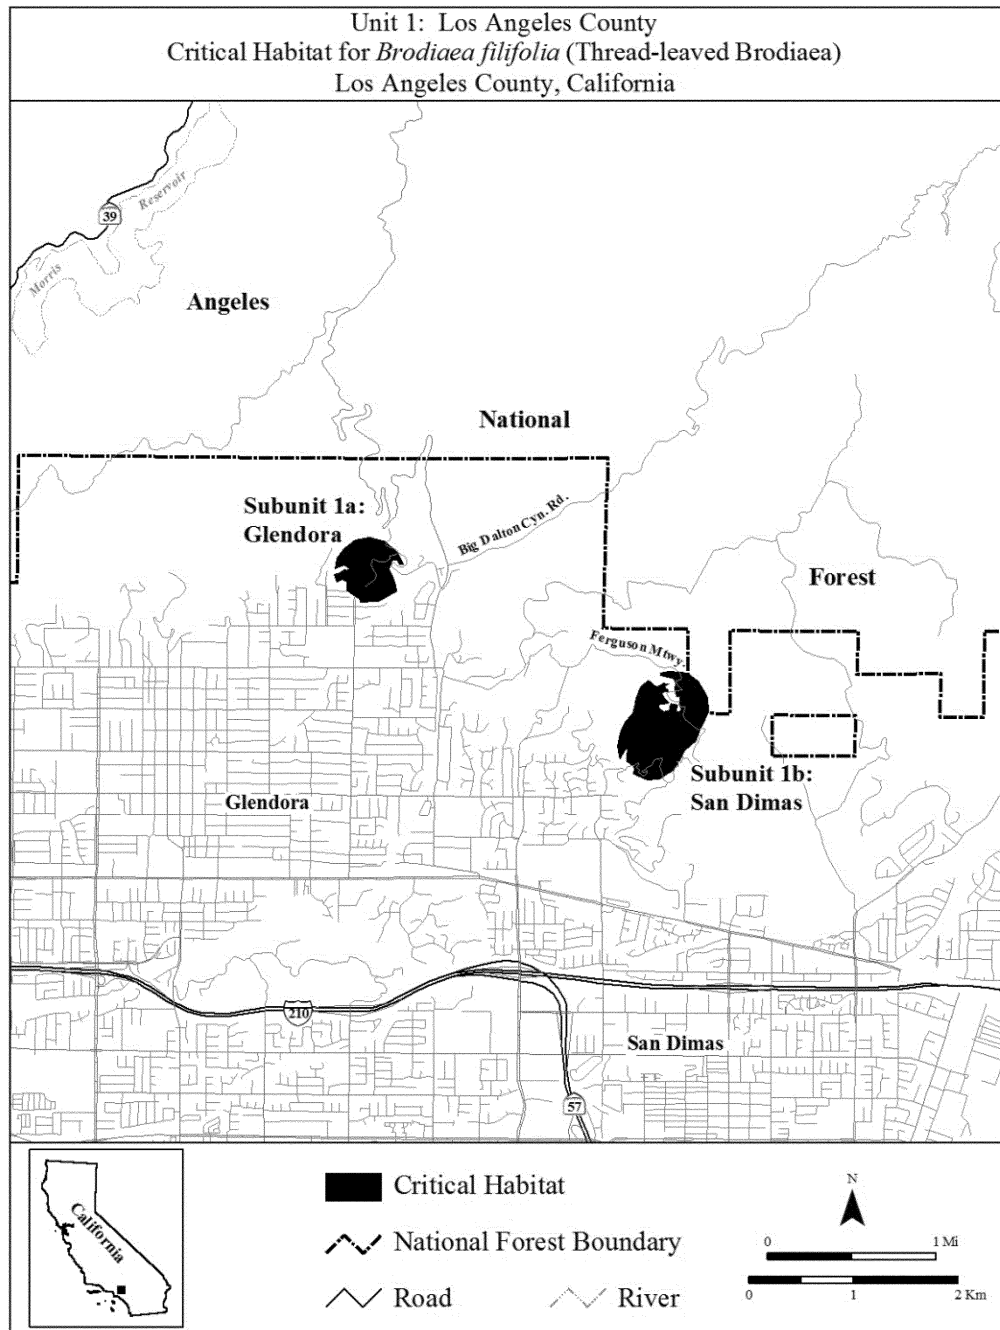 Unit 1: Los Angeles County
Critical Habitat for Brodiaea filifolia (Thread-leaved Brodiaea)
Los Angeles County, California
Reservoir
39
Morris
Angeles
National
Subunit 1a:
Glendora
Big Dalton Cyn. Rd.
Forest
Ferguson Mtwy.
Subunit 1b:
San Dimas
Glendora
210
San Dimas
57
California
Critical Habitat
National Forest Boundary
Road
River
N
0 1 Mi
0 1 2 Km